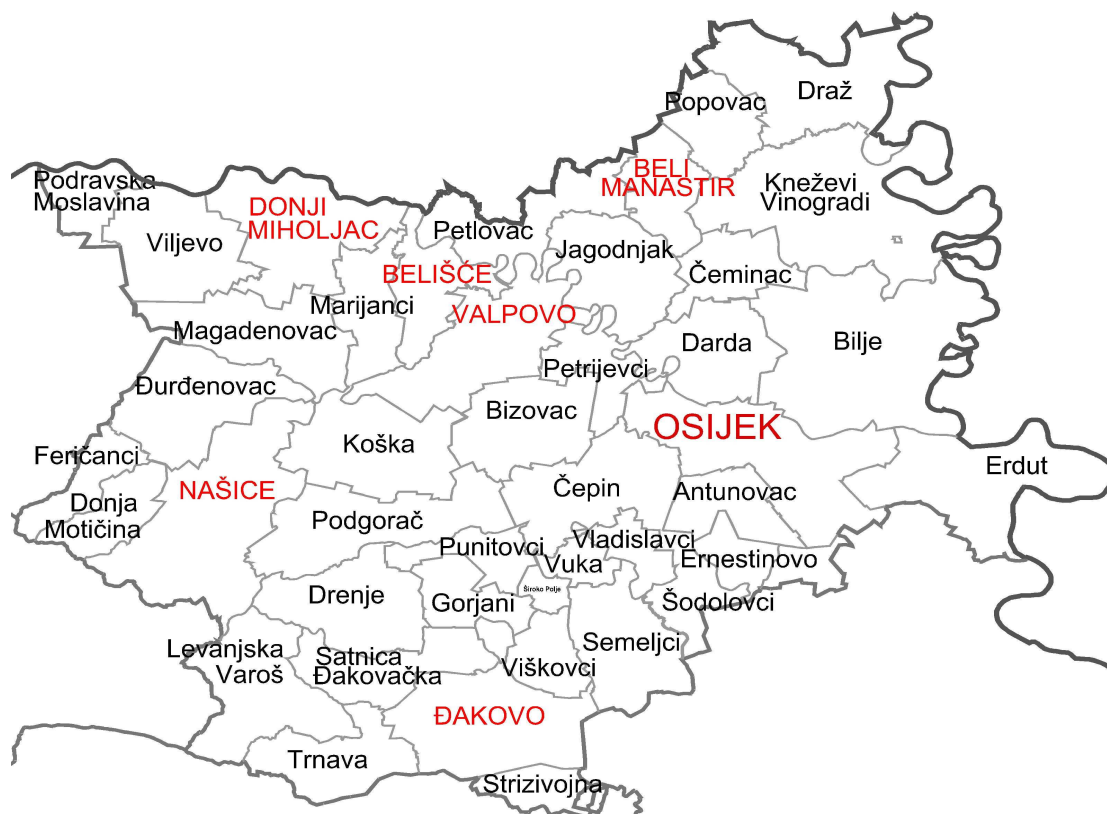 Draž
Popovac
BELI
MANASTIR
Kneževi
Vinogradi
Podravska
Moslavina
DONJI
MIHOLJAC
Viljevo
Petlovac
Jagodnjak
BELIŠĆE
Čeminac
Marijanci
VALPOVO
Magadenovac
Darda
Bilje
Petrijevci
Đurđenovac
Bizovac
OSIJEK
Koška
Feričanci
Erdut
NAŠICE
Čepin
Antunovac
Donja
Motičina
Podgorač
Punitovci
Vladislavci
Vuka
Ernestinovo
Široko Polje
Drenje
Gorjani
Šodolovci
Levanjska
Varoš
Satnica
Đakovačka
Semeljci
Viškovci
ĐAKOVO
Trnava
Strizivojna